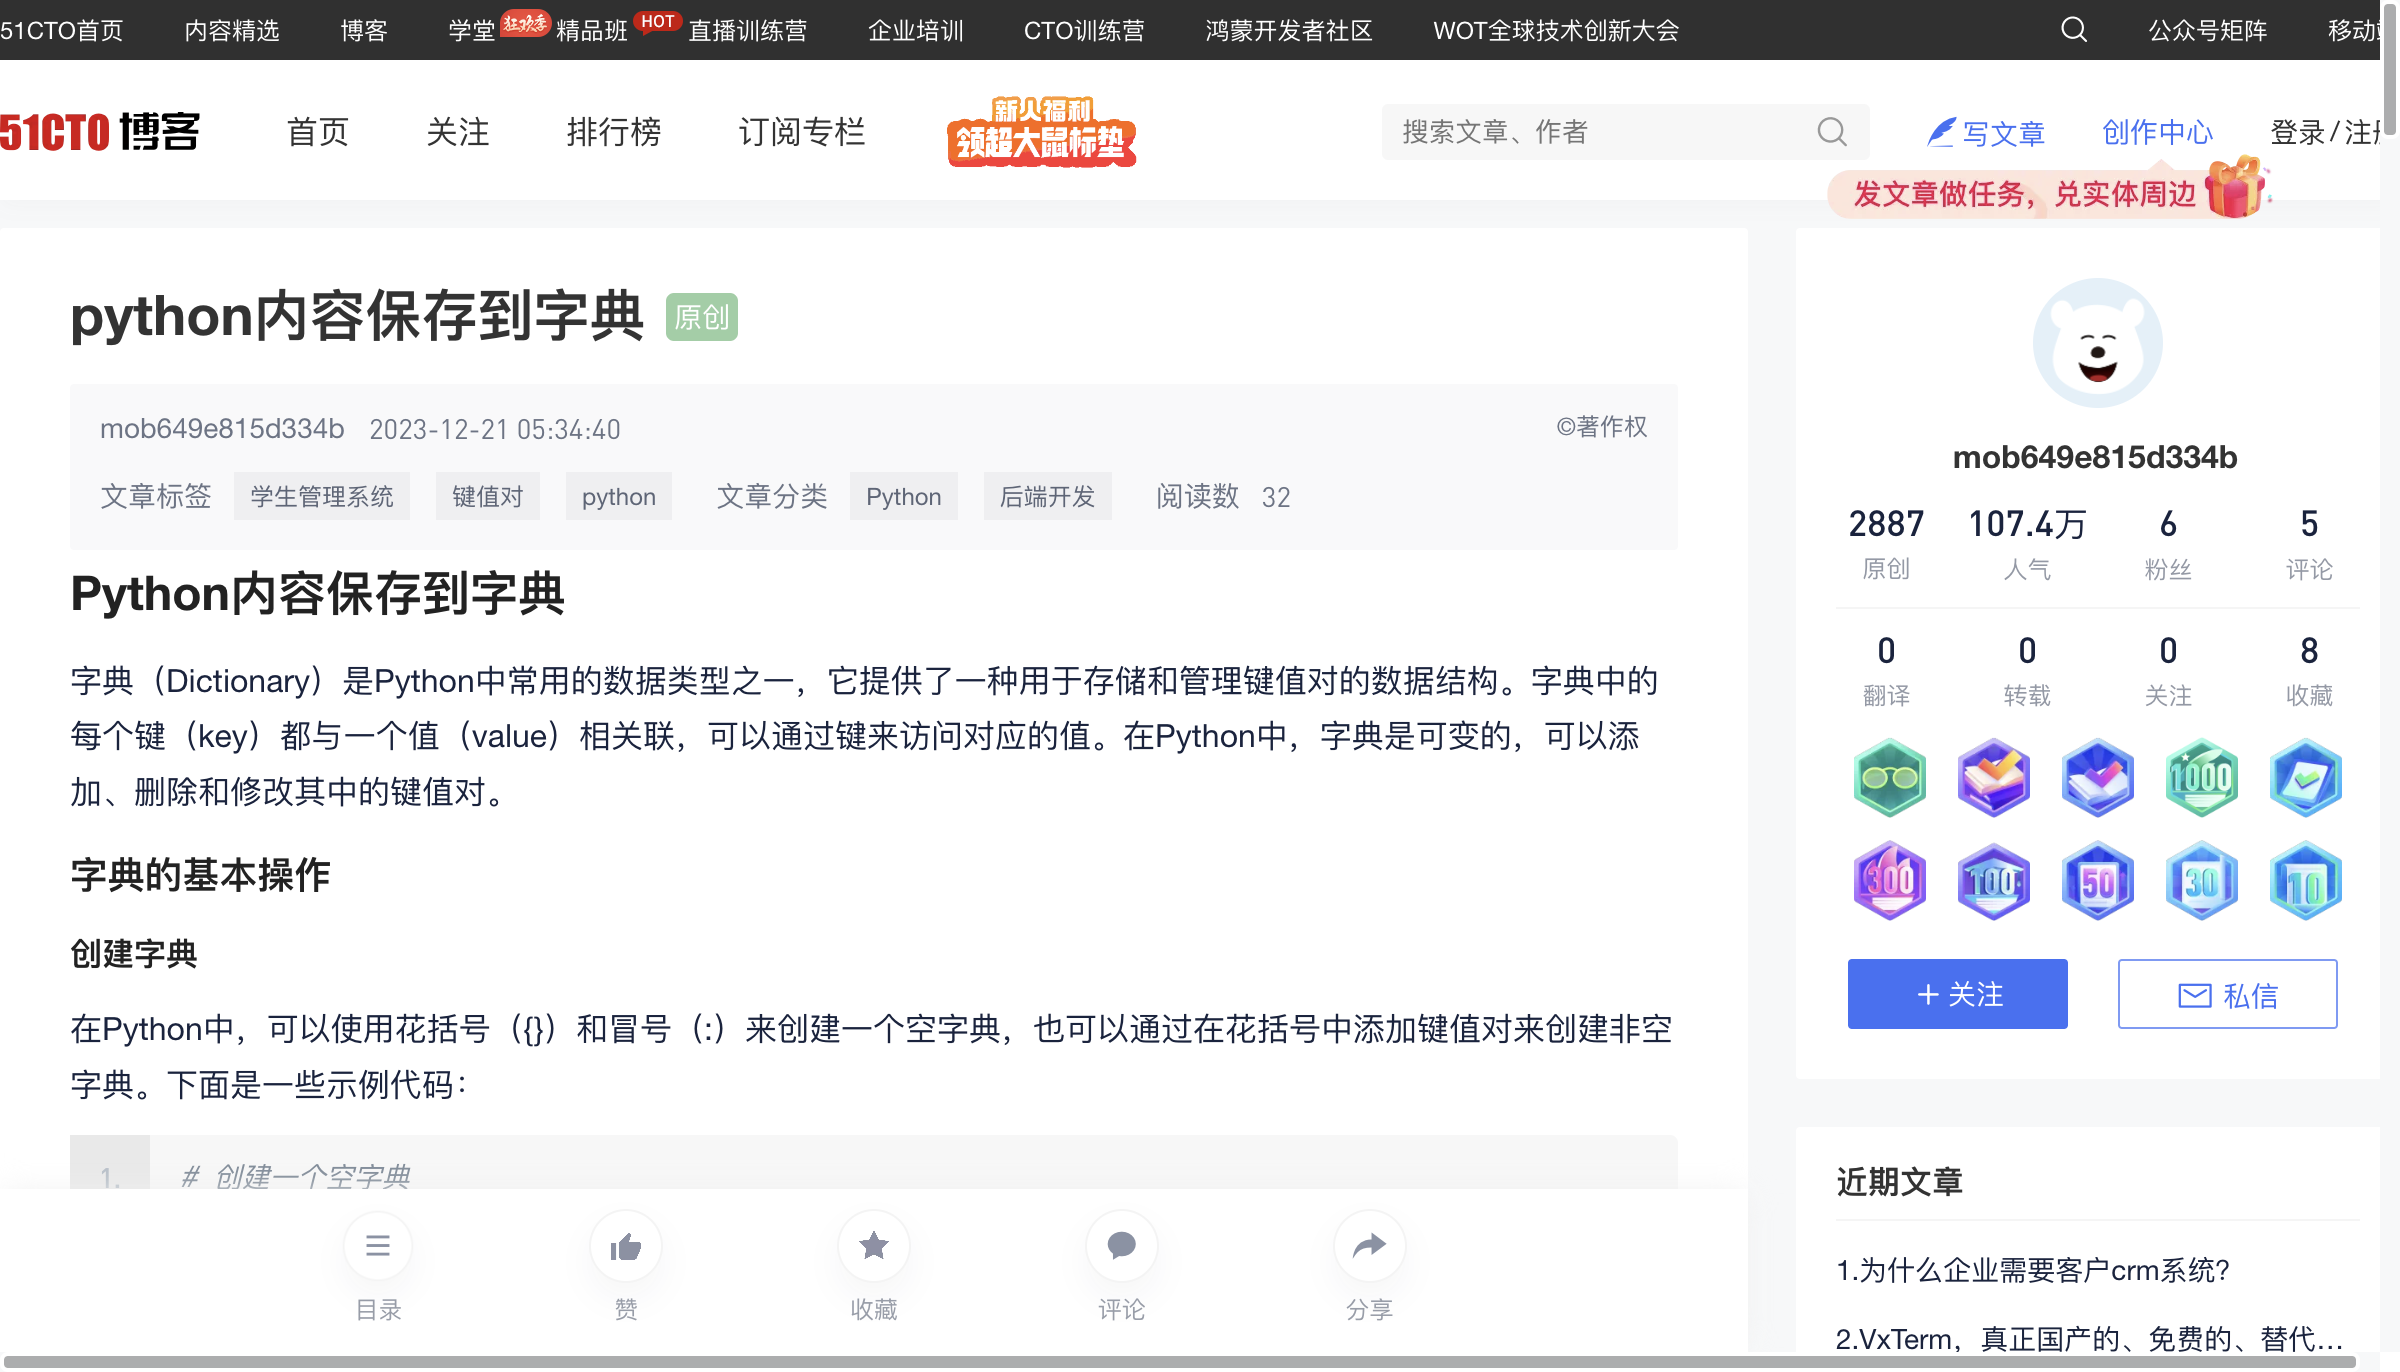 51CTO首页 内容精选 博客 学堂 狂欢季 精品班 HOT 直播训练营 企业培训 CTO训练营 鸿蒙开发者社区 WOT全球技术创新大会 公众号矩阵
51CTO 博客 首页 关注 排行榜 订阅专栏 新人福利 领超大鼠标垫 搜索文章、作者 写文章 创作中心 登录/注册
发文章做任务，兑实体周边
python内容保存到字典 原创
mob649e815d334b 2023-12-21 05:34:40 ©著作权
文章标签 学生管理系统 键值对 python 文章分类 Python 后端开发 阅读数 32
Python内容保存到字典
字典（Dictionary）是Python中常用的数据类型之一，它提供了一种用于存储和管理键值对的数据结构。字典中的
每个键（key）都与一个值（value）相关联，可以通过键来访问对应的值。在Python中，字典是可变的，可以添
加、删除和修改其中的键值对。
字典的基本操作
创建字典
在Python中，可以使用花括号（{}）和冒号（:）来创建一个空字典，也可以通过在花括号中添加键值对来创建非空
字典。下面是一些示例代码：
1. # 创建一个空字典
目录 赞 收藏 评论 分享
mob649e815d334b
2887 107.4万 6 5
原创 人气 粉丝 评论
0 0 0 8
翻译 转载 关注 收藏
1000
300 100 50 30 10
+ 关注 私信
近期文章
1.为什么企业需要客户crm系统?
2.VxTerm，真正国产的、免费的、替代...